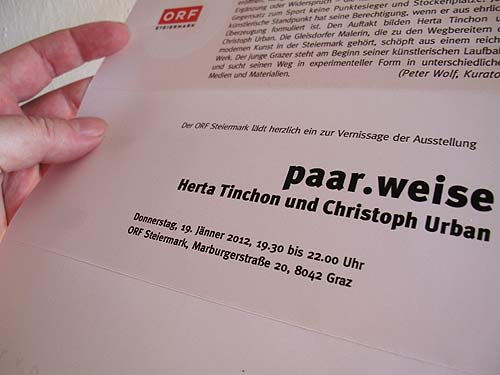 ORF
STEIERMARK
Ergänzung oder Widerspruch – die
Gegensatz zum Sport keine Punktesieger und Stockerlplätze.
künstlerische Standpunkt hat seine Berechtigung, wenn er aus ehrlic
Überzeugung formuliert ist. Den Auftakt bilden Herta Tinchon u
Christoph Urban. Die Gleisdorfer Malerin, die zu den Wegbereitern d
modernen Kunst in der Steiermark gehört, schöpft aus einem reich
Werk. Der junge Grazer steht am Beginn seiner künstlerischen Laufbah
und sucht seinen Weg in experimenteller Form in unterschiedliche
Medien und Materialien.
(Peter Wolf, Kurato
Der ORF Steiermark lädt herzlich ein zur Vernissage der Ausstellung
paar.weise
Herta Tinchon und Christoph Urban
Donnerstag, 19. Jänner 2012, 19.30 bis 22.00 Uhr
ORF Steiermark, Marburgerstraße 20, 8042 Graz